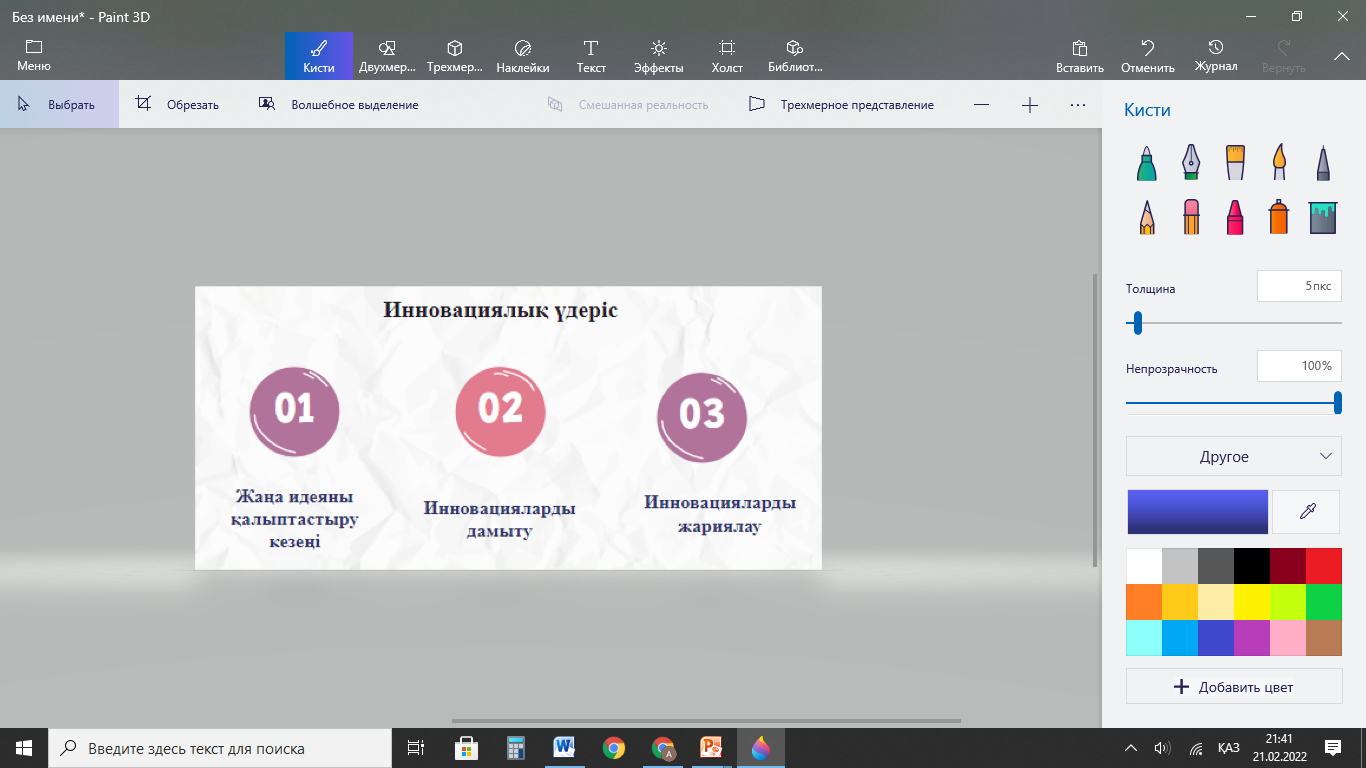 Без имени* - Paint 3D
Меню
Кисти
Двухмер...
Трехмер...
Наклейки
Текст
Эффекты
Холст
Библиот...
Вставить
Отменить
Журнал
Вернуть
Выбрать
Обрезать
Волшебное выделение
Смешанная реальность
Трехмерное представление
Кисти
Толщина
5пкс
Непрозрачность
100%
Другое
Добавить цвет
Инновациялық үдеріс
01
02
03
Жаңа идеяны
қалыптастыру
кезеңі
Инновацияларды
дамыту
Инновацияларды
жариялау
Введите здесь текст для поиска
ҚАЗ
21:41
21.02.2022